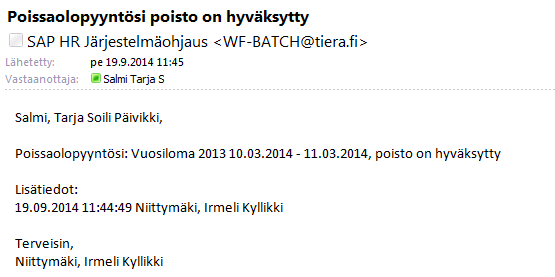 Poissaolopyyntösi poisto on hyväksytty
SAP HR Järjestelmäohjaus <WF-BATCH@tiera.fi>
Lähetetty: pe 19.9.2014 11:45
Vastaanottaja: Salmi Tarja S
Salmi, Tarja Soili Päivikki,
Poissaolopyyntösi: Vuosiloma 2013 10.03.2014 - 11.03.2014, poisto on hyväksytty
Lisätiedot:
19.09.2014 11:44:49 Niittymäki, Irmeli Kyllikki
Terveisin,
Niittymäki, Irmeli Kyllikki